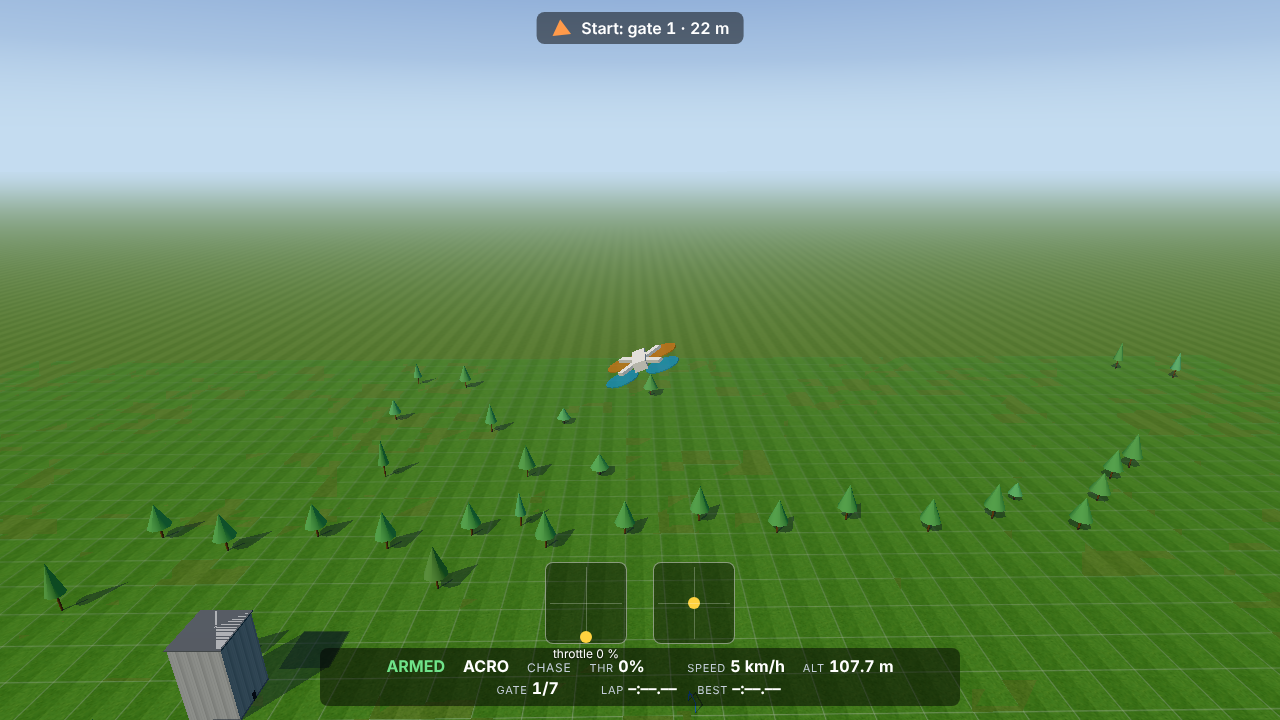 Start: gate 1 · 22 m
throttle 0 %
ARMED ACRO CHASE THR 0% SPEED 5 km/h ALT 107.7 m
GATE 1/7 LAP –:––.–– BEST –:––.––